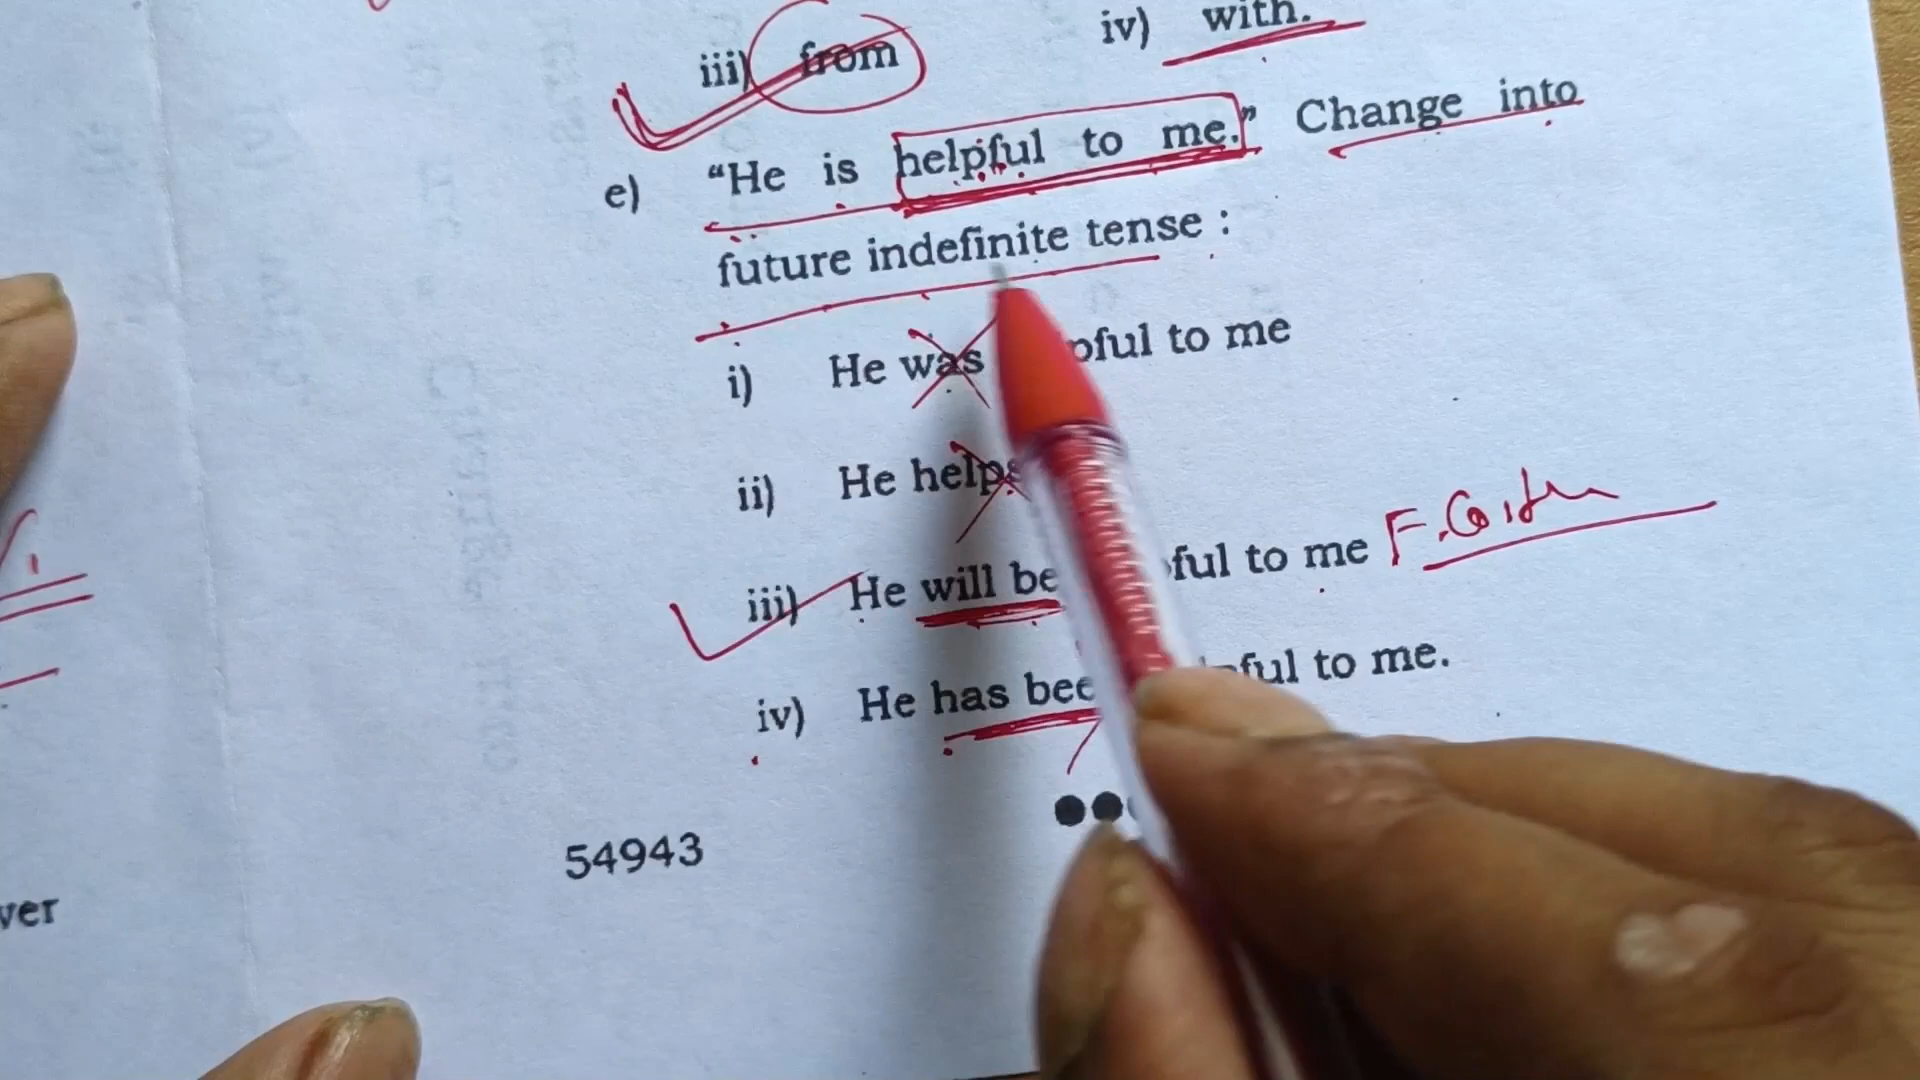 iii) from
iv) with.
e) “He is helpful to me.” Change into
future indefinite tense :
i) He was pful to me
ii) He helps
iii) He will be ful to me
iv) He has bee ful to me.
54943
ver